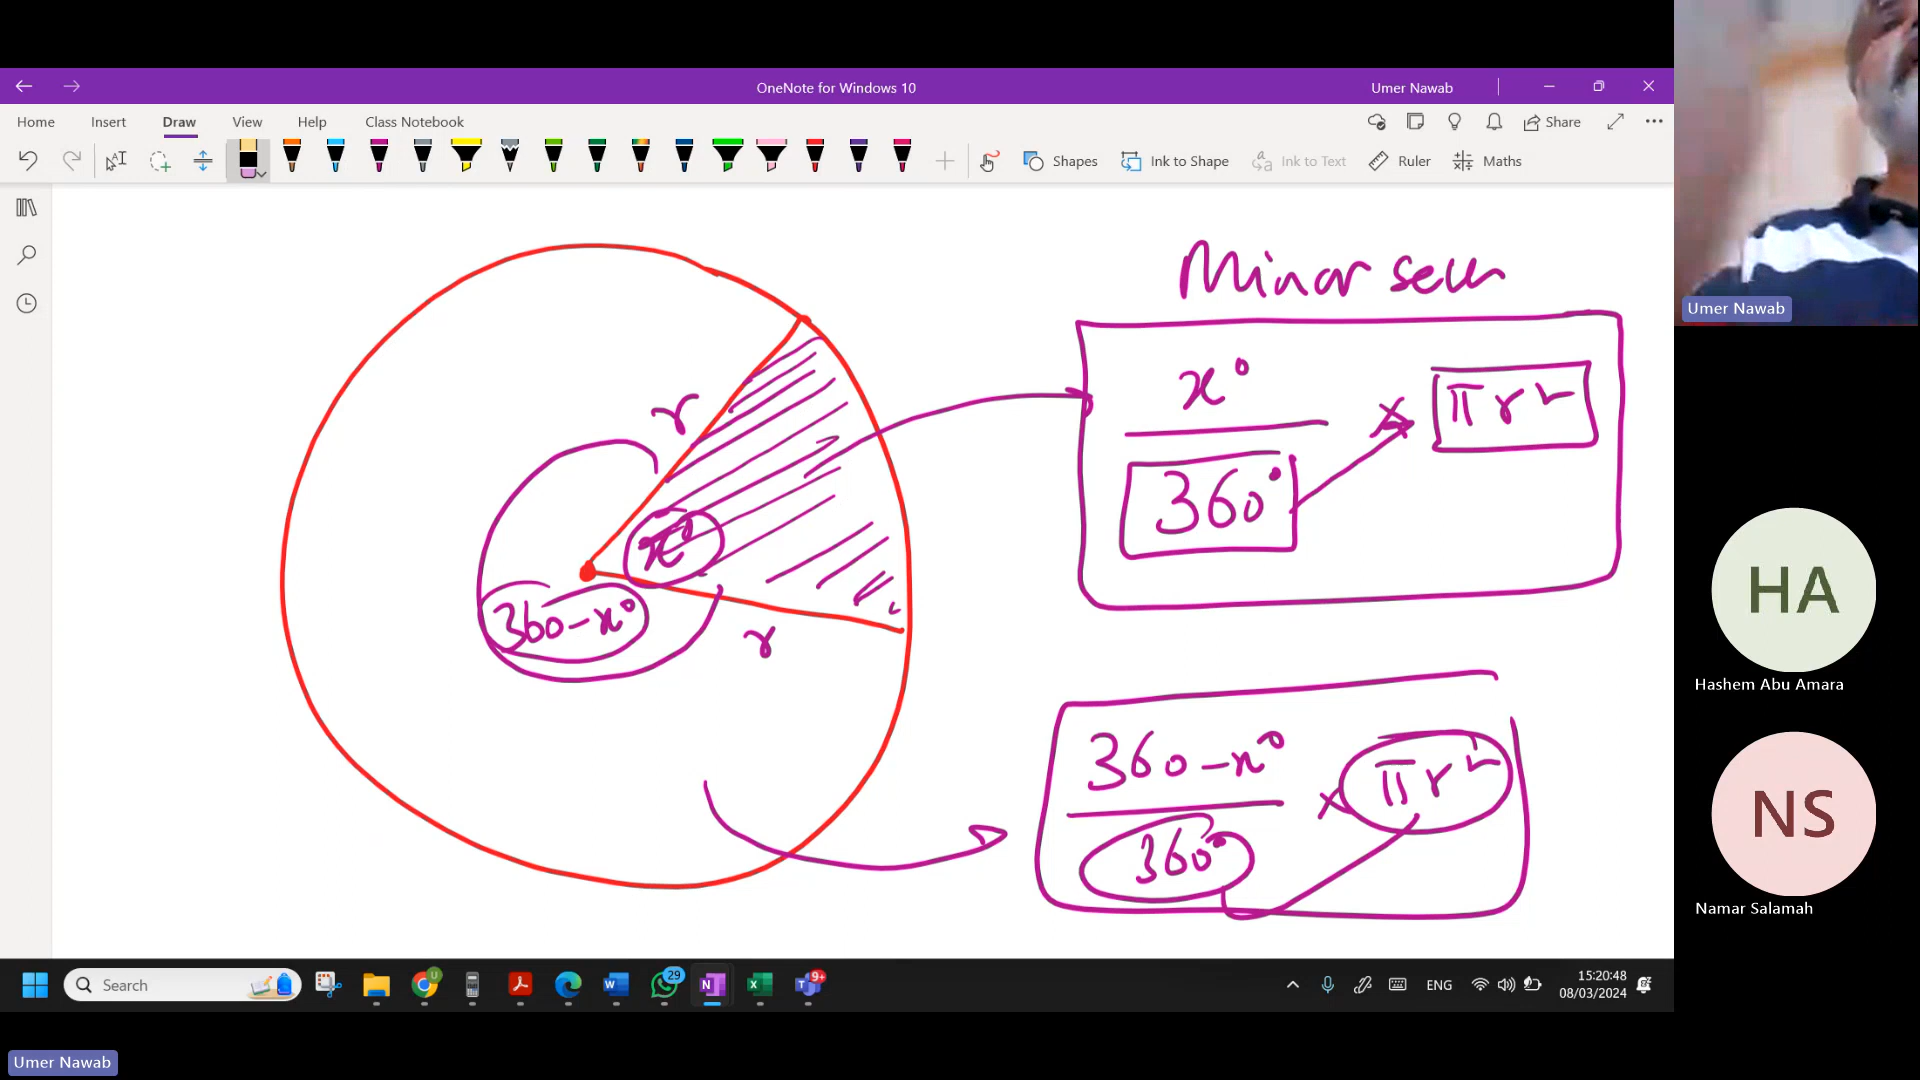 OneNote for Windows 10
Umer Nawab
Home Insert Draw View Help Class Notebook
Share
Shapes Ink to Shape Ink to Text Ruler Maths
Minor
x°
360°
× πr²
r
x°
360-x°
r
360-x°
360°
× πr²
Umer Nawab
HA
Hashem Abu Amara
NS
Namar Salamah
Search
29
9+
ENG
15:20:48
08/03/2024
Umer Nawab